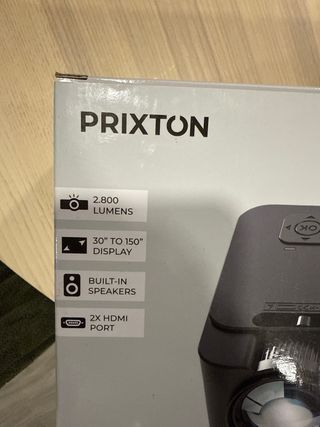 PRIXTON
2.800
LUMENS
30" TO 150"
DISPLAY
BUILT-IN
SPEAKERS
2X HDMI
PORT
OK